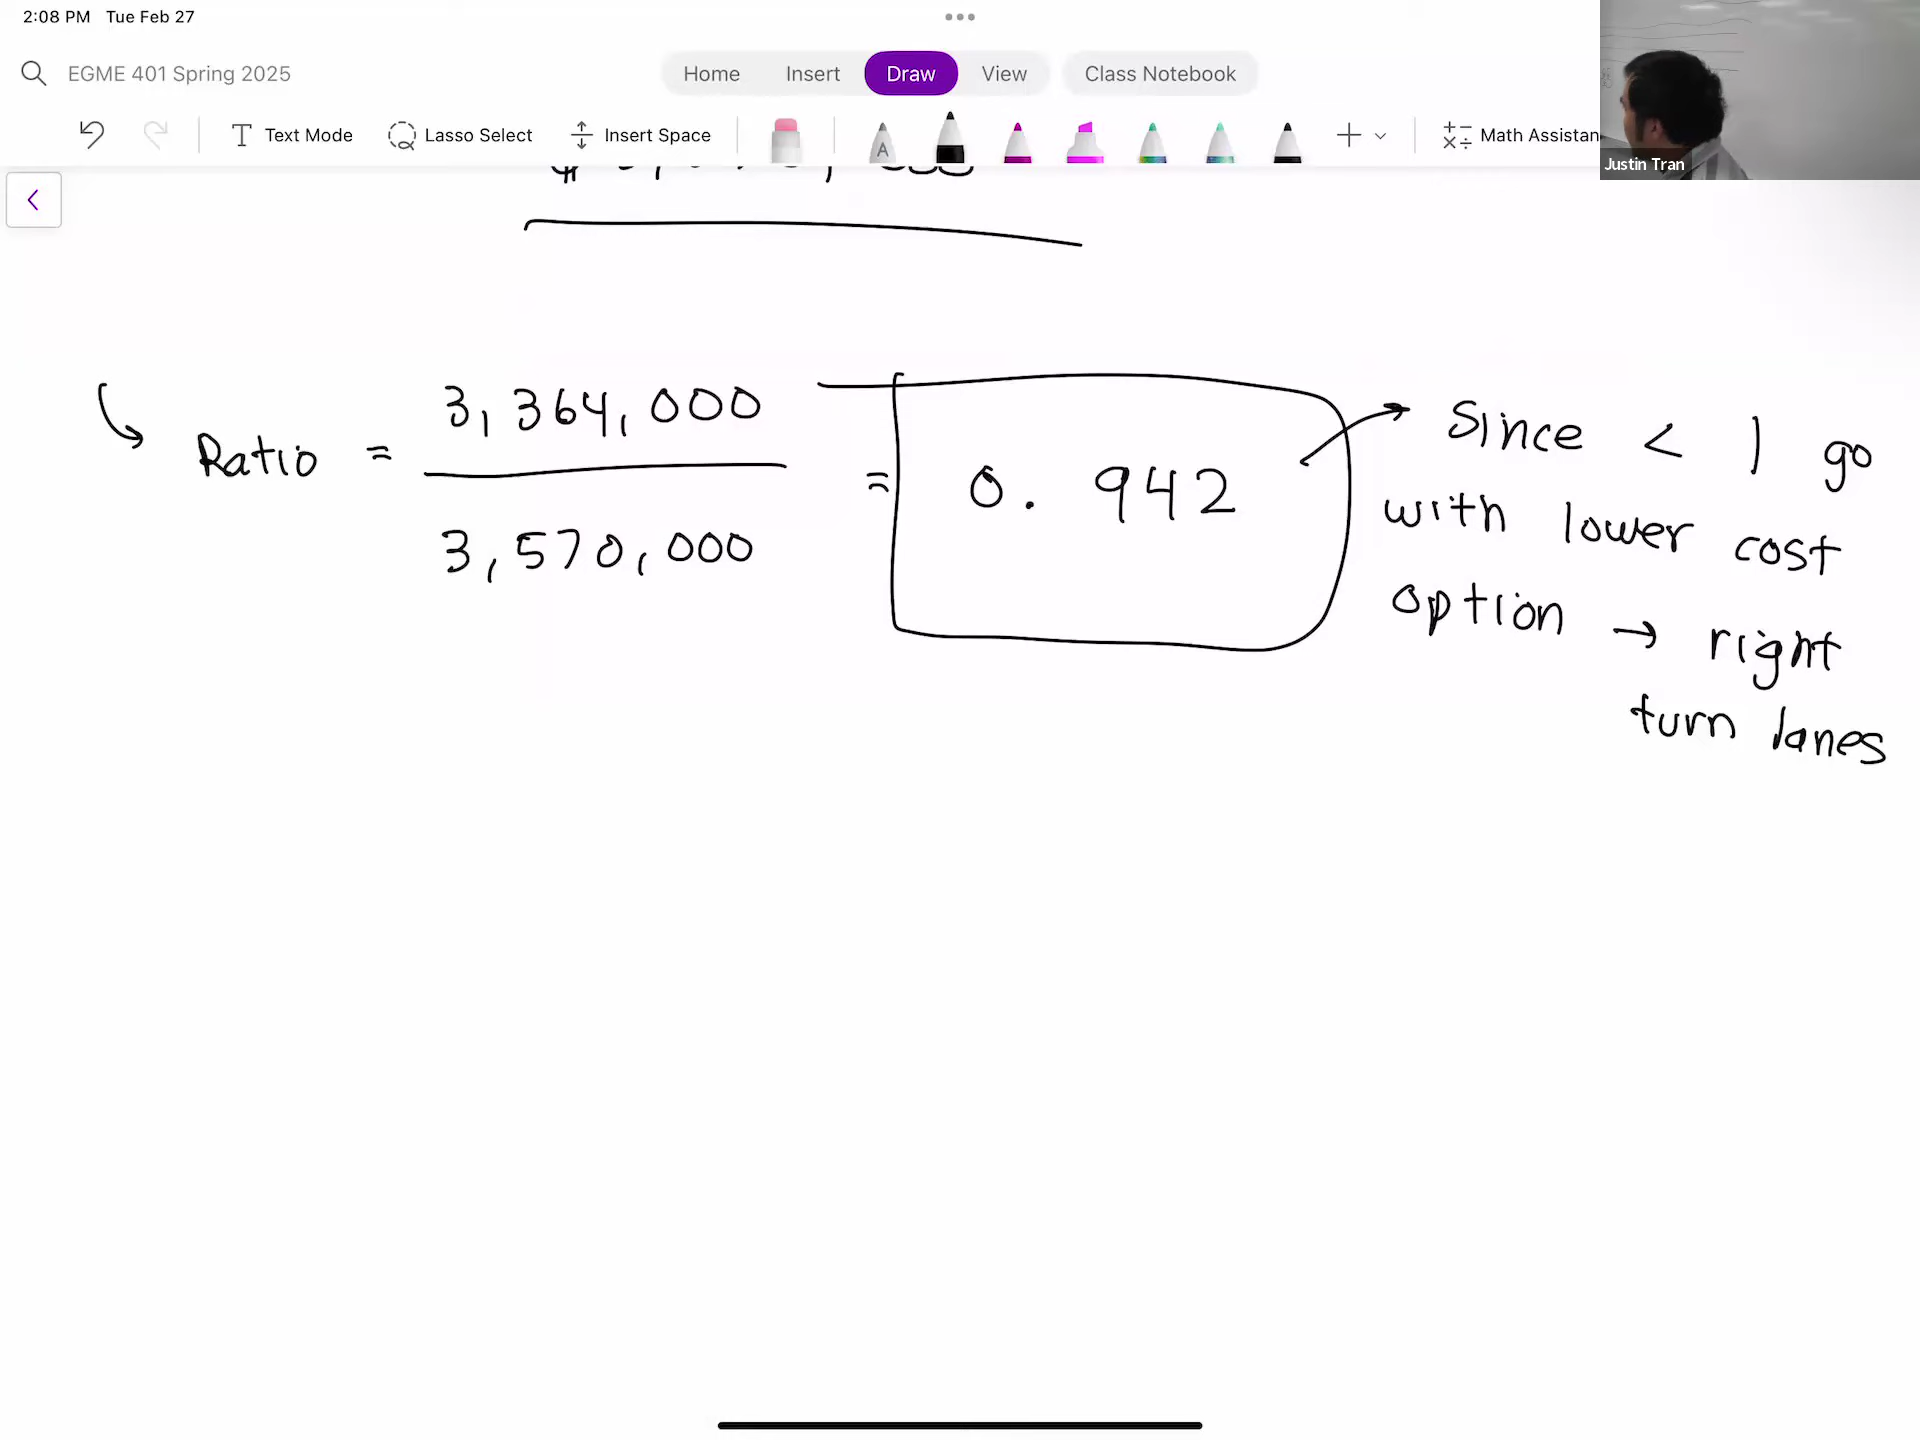 2:08 PM Tue Feb 27
EGME 401 Spring 2025
Home Insert Draw View Class Notebook
Text Mode Lasso Select Insert Space A Math Assistan
Justin Tran
Ratio = 3,364,000
3,570,000
= 0.942
Since < 1 go
with lower cost
option → right
turn lanes